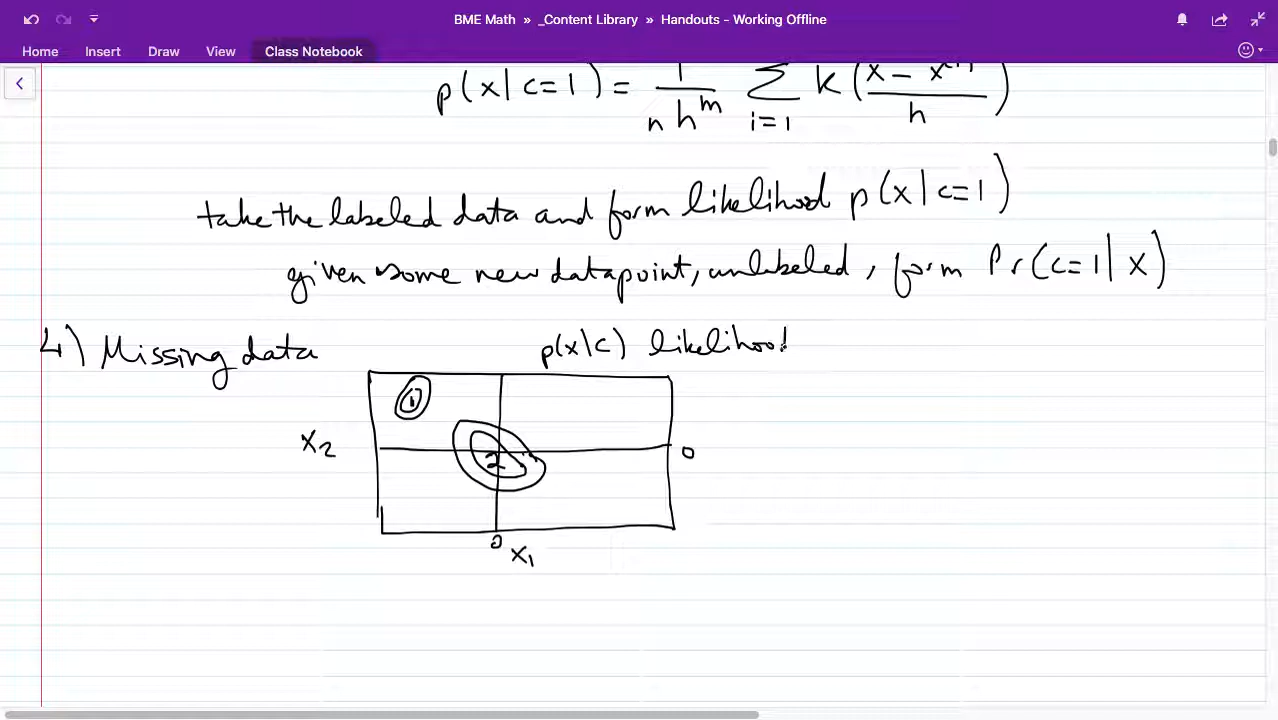 BME Math » _Content Library » Handouts - Working Offline
Home Insert Draw View Class Notebook
p(x|c=1) = 1/(n h^m) Σ i=1 k(x - x / h)
take the labeled data and form likelihood p(x|c=1)
given some new datapoint, unlabeled, form Pr(c=1|x)
4) Missing data p(x|c) likelihood
1
x2 2 0
0 x1